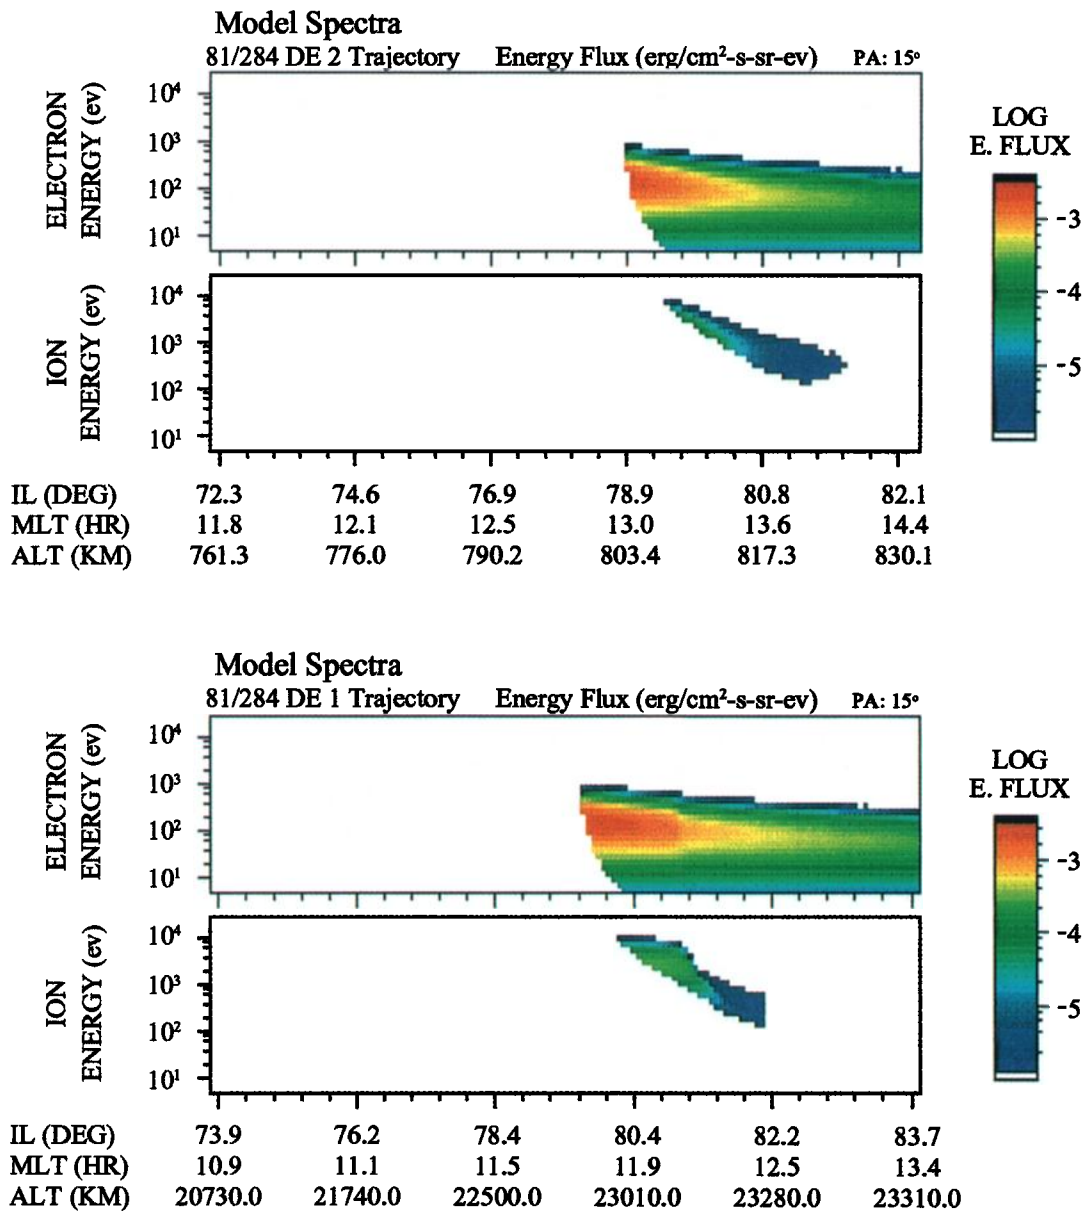 Model Spectra
81/284 DE 2 Trajectory Energy Flux (erg/cm²-s-sr-ev) PA: 15°
ELECTRON
ENERGY (ev)
10⁴
10³
10²
10¹
ION
ENERGY (ev)
10⁴
10³
10²
10¹
LOG
E. FLUX
-3
-4
-5
IL (DEG) 72.3 74.6 76.9 78.9 80.8 82.1
MLT (HR) 11.8 12.1 12.5 13.0 13.6 14.4
ALT (KM) 761.3 776.0 790.2 803.4 817.3 830.1
Model Spectra
81/284 DE 1 Trajectory Energy Flux (erg/cm²-s-sr-ev) PA: 15°
ELECTRON
ENERGY (ev)
10⁴
10³
10²
10¹
ION
ENERGY (ev)
10⁴
10³
10²
10¹
LOG
E. FLUX
-3
-4
-5
IL (DEG) 73.9 76.2 78.4 80.4 82.2 83.7
MLT (HR) 10.9 11.1 11.5 11.9 12.5 13.4
ALT (KM) 20730.0 21740.0 22500.0 23010.0 23280.0 23310.0